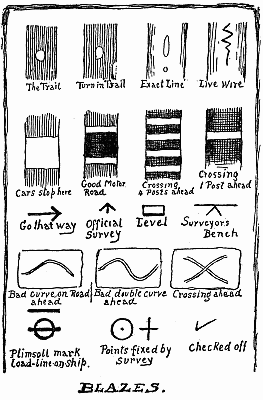 The Trail
Turn in Trail
Exact Line
Live Wire
Cars stop here
Good Motor
Road
Crossing
4 Posts ahead
Crossing
1 Post ahead
Go that way
Official
Survey
Level
Surveyors
Bench
Bad curve on Road
ahead
Bad double curve
ahead
Crossing ahead
Plimsoll mark
load-line on ship.
Points fixed by
survey
Checked off
BLAZES.